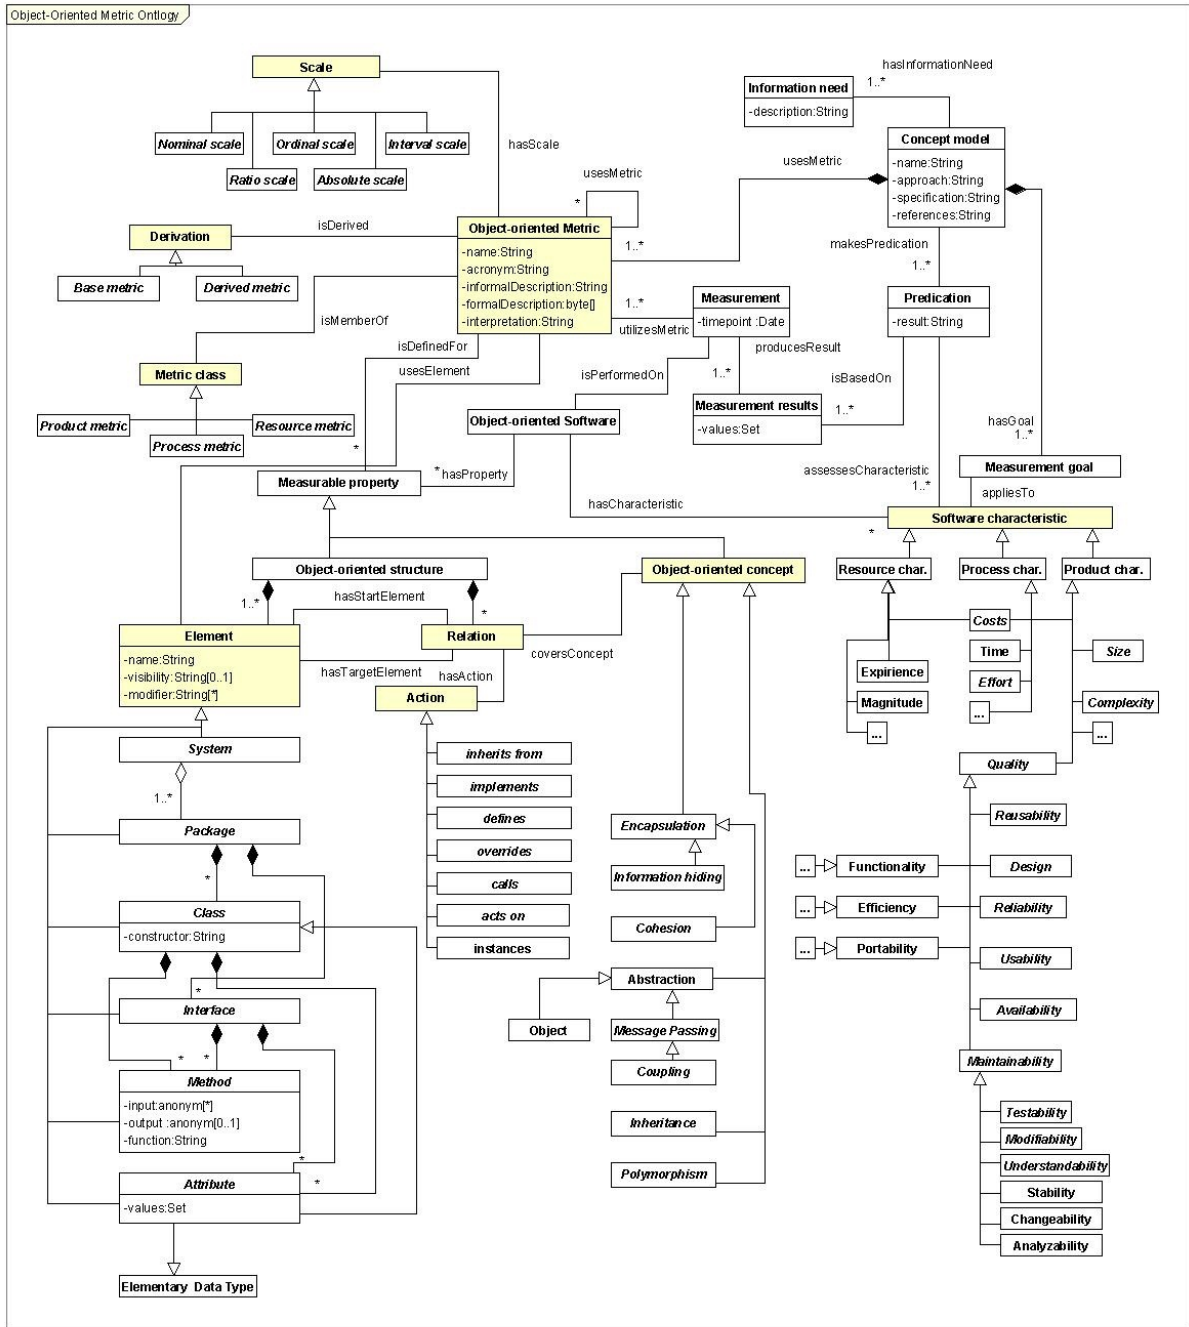 Object-Oriented Metric Ontlogy
Scale
Nominal scale
Ordinal scale
Interval scale
Ratio scale
Absolute scale
hasScale
hasInformationNeed
1..*
Information need
-description:String
Concept model
-name:String
-approach:String
-specification:String
-references:String
usesMetric
*
usesMetric
1..*
isDerived
Derivation
Base metric
Derived metric
Object-oriented Metric
-name:String
-acronym:String
-informalDescription:String
-formalDescription:byte[]
-interpretation:String
makesPredication
1..*
1..*
utilizesMetric
Measurement
-timepoint :Date
Predication
-result:String
isMemberOf
isDefinedFor
usesElement
Metric class
Product metric
Resource metric
Process metric
producesResult
1..*
isPerformedOn
isBasedOn
1..*
Object-oriented Software
Measurement results
-values:Set
hasGoal
1..*
*
Measurable property
*
hasProperty
assessesCharacteristic
1..*
Measurement goal
appliesTo
hasCharacteristic
*
Software characteristic
Object-oriented structure
Object-oriented concept
Resource char.
Process char.
Product char.
1..*
hasStartElement
*
Element
-name:String
-visibility:String[0..1]
-modifier:String[*]
Relation
coversConcept
hasTargetElement
hasAction
Action
Costs
Time
Size
Expirience
Effort
Magnitude
Complexity
...
...
...
System
1..*
inherits from
implements
defines
overrides
calls
acts on
instances
Quality
Reusability
Package
*
Encapsulation
Information hiding
Cohesion
...
Functionality
Design
...
Efficiency
Reliability
...
Portability
Usability
Availability
Class
-constructor:String
Abstraction
Object
Message Passing
Coupling
Inheritance
Polymorphism
*
Interface
*
*
Method
-input:anonym[*]
-output :anonym[0..1]
-function:String
Maintainability
Testability
Modifiability
Understandability
Stability
Changeability
Analyzability
*
*
Attribute
-values:Set
Elementary Data Type